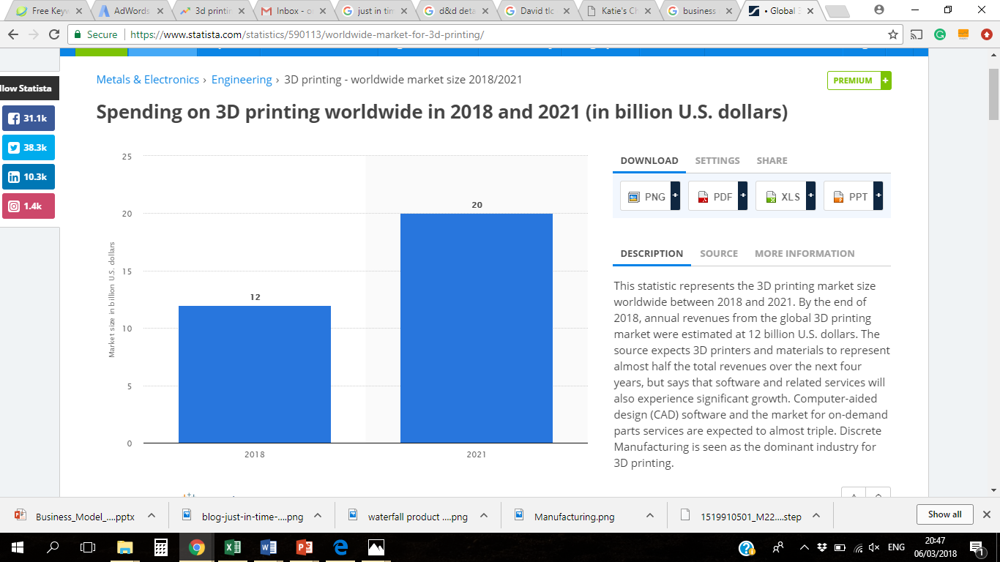 Free Keyw
AdWords
3d printin
Inbox - c
just in tim
d&d deta
David tlc
Katie's Ch
business
• Global 3
Secure
https://www.statista.com/statistics/590113/worldwide-market-for-3d-printing/
llow Statista
31.1k
38.3k
10.3k
1.4k
Metals & Electronics › Engineering › 3D printing - worldwide market size 2018/2021
PREMIUM +
Spending on 3D printing worldwide in 2018 and 2021 (in billion U.S. dollars)
Market size in billion U.S. dollars
25
20
15
10
5
0
12
20
2018
2021
DOWNLOAD SETTINGS SHARE
PNG + PDF + XLS + PPT +
DESCRIPTION SOURCE MORE INFORMATION
This statistic represents the 3D printing market size
worldwide between 2018 and 2021. By the end of
2018, annual revenues from the global 3D printing
market were estimated at 12 billion U.S. dollars. The
source expects 3D printers and materials to represent
almost half the total revenues over the next four
years, but says that software and related services will
also experience significant growth. Computer-aided
design (CAD) software and the market for on-demand
parts services are expected to almost triple. Discrete
Manufacturing is seen as the dominant industry for
3D printing.
Business_Model_....pptx
blog-just-in-time-....png
waterfall product ....png
Manufacturing.png
1519910501_M22....step
Show all
ENG
20:47
06/03/2018
1